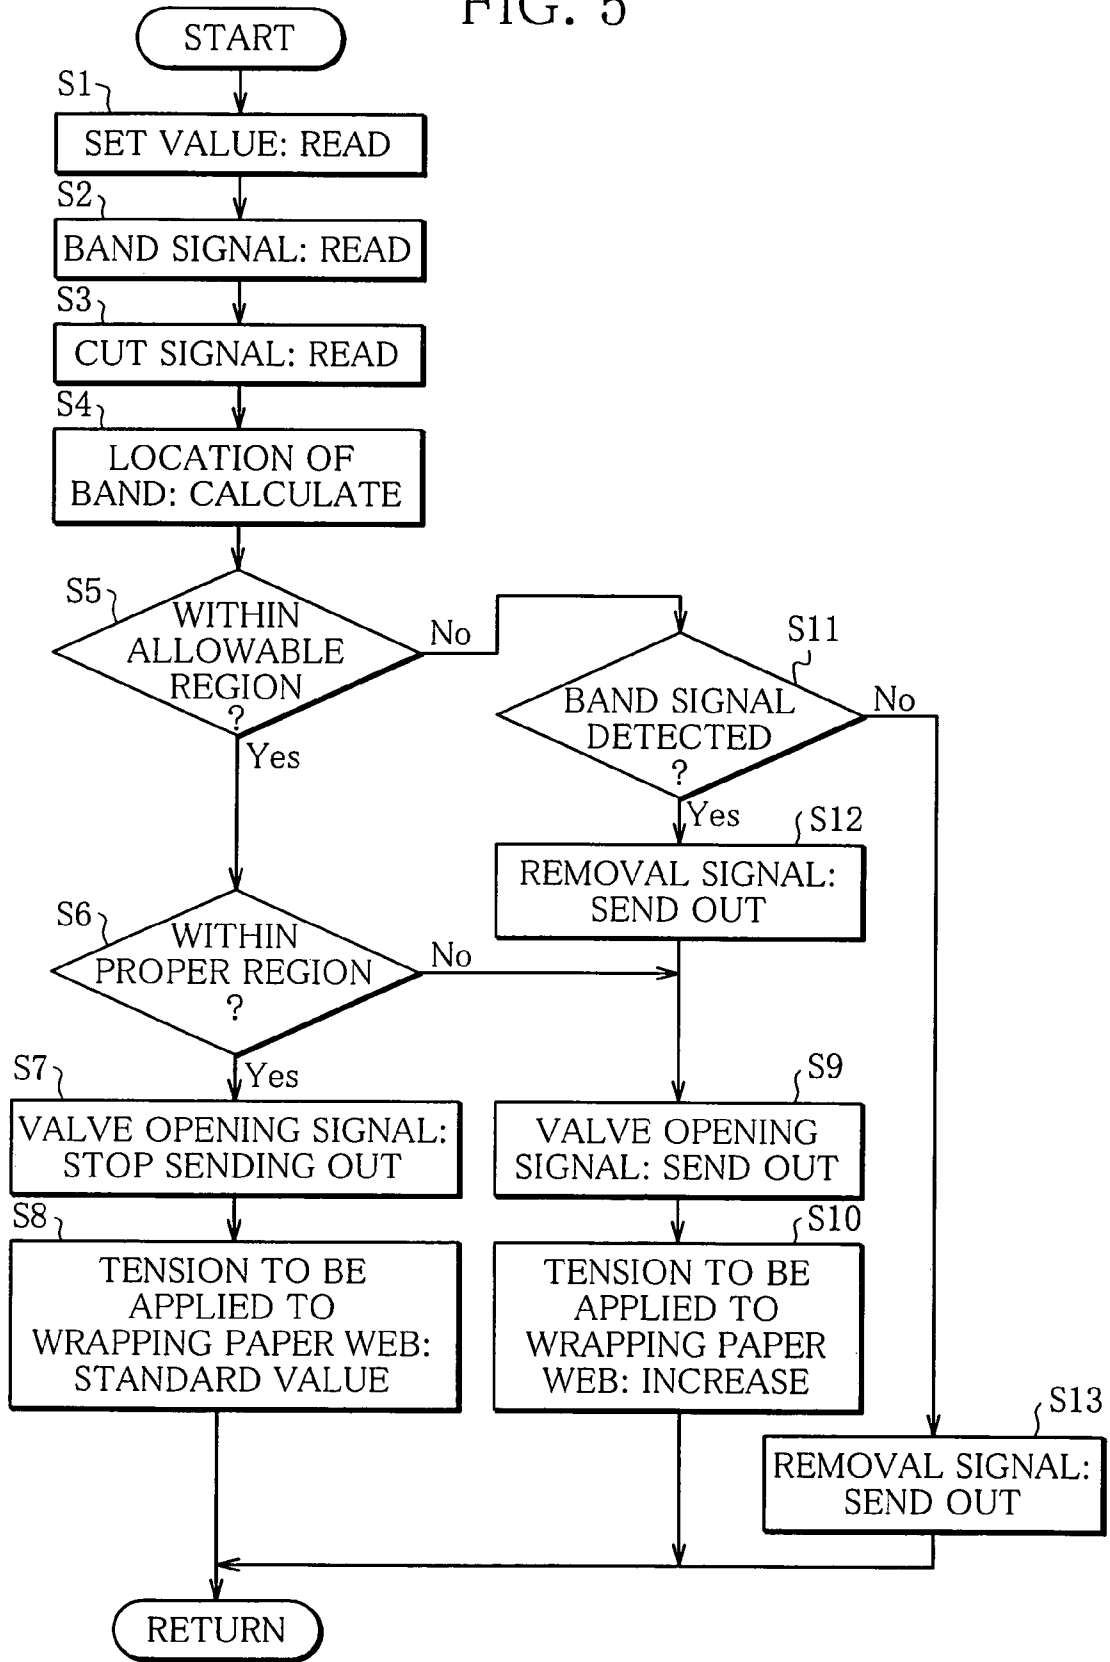 FIG. 5
START
S1
SET VALUE: READ
S2
BAND SIGNAL: READ
S3
CUT SIGNAL: READ
S4
LOCATION OF
BAND: CALCULATE
S5
WITHIN
ALLOWABLE
REGION
?
No
Yes
S11
BAND SIGNAL
DETECTED
?
No
Yes
S12
REMOVAL SIGNAL:
SEND OUT
S6
WITHIN
PROPER REGION
?
No
Yes
S7
VALVE OPENING SIGNAL:
STOP SENDING OUT
S9
VALVE OPENING
SIGNAL: SEND OUT
S8
TENSION TO BE
APPLIED TO
WRAPPING PAPER WEB:
STANDARD VALUE
S10
TENSION TO BE
APPLIED TO
WRAPPING PAPER
WEB: INCREASE
S13
REMOVAL SIGNAL:
SEND OUT
RETURN